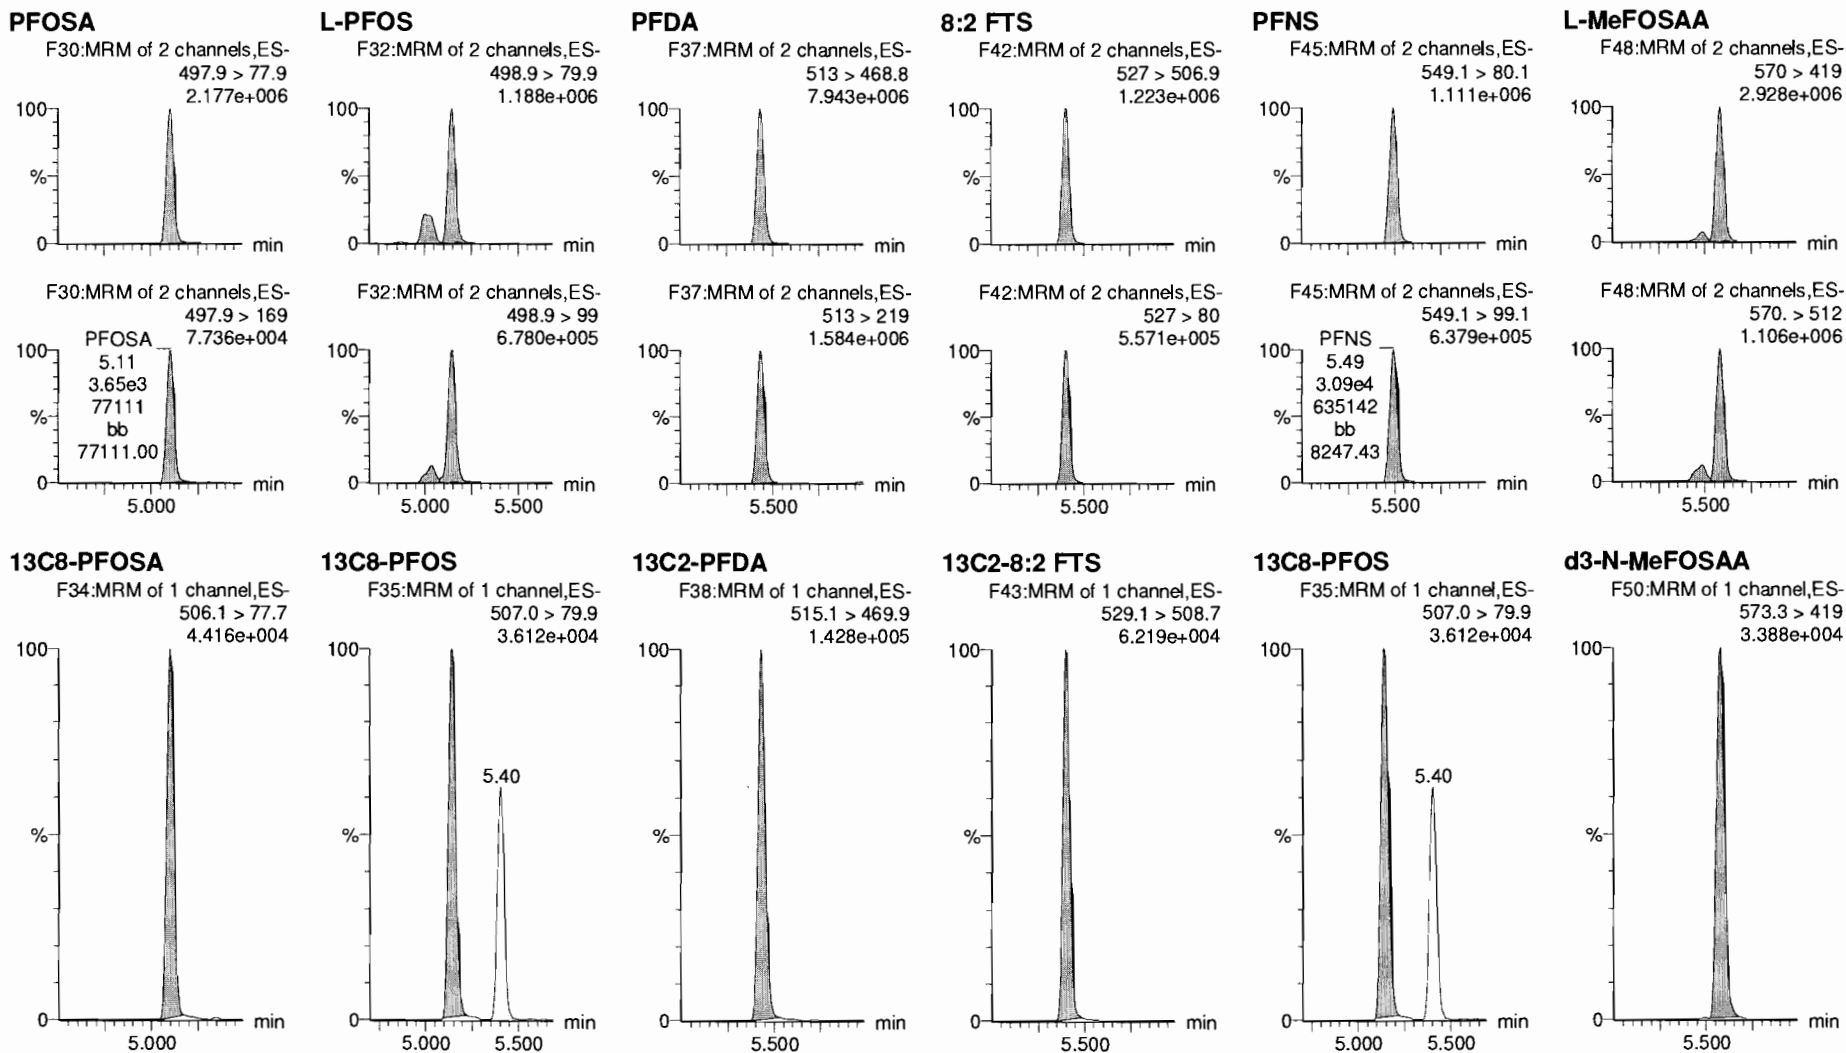 PFOSA
F30:MRM of 2 channels,ES-
497.9 > 77.9
2.177e+006
100
%
0
min
L-PFOS
F32:MRM of 2 channels,ES-
498.9 > 79.9
1.188e+006
100
%
0
min
PFDA
F37:MRM of 2 channels,ES-
513 > 468.8
7.943e+006
100
%
0
min
8:2 FTS
F42:MRM of 2 channels,ES-
527 > 506.9
1.223e+006
100
%
0
min
PFNS
F45:MRM of 2 channels,ES-
549.1 > 80.1
1.111e+006
100
%
0
min
L-MeFOSAA
F48:MRM of 2 channels,ES-
570 > 419
2.928e+006
100
%
0
min
F30:MRM of 2 channels,ES-
497.9 > 169
7.736e+004
PFOSA
5.11
3.65e3
77111
bb
77111.00
100
%
0
min
5.000
F32:MRM of 2 channels,ES-
498.9 > 99
6.780e+005
100
%
0
min
5.000 5.500
F37:MRM of 2 channels,ES-
513 > 219
1.584e+006
100
%
0
min
5.500
F42:MRM of 2 channels,ES-
527 > 80
5.571e+005
100
%
0
min
5.500
F45:MRM of 2 channels,ES-
549.1 > 99.1
6.379e+005
PFNS
5.49
3.09e4
635142
bb
8247.43
100
%
0
min
5.500
F48:MRM of 2 channels,ES-
570. > 512
1.106e+006
100
%
0
min
5.500
13C8-PFOSA
F34:MRM of 1 channel,ES-
506.1 > 77.7
4.416e+004
100
%
0
min
5.000
13C8-PFOS
F35:MRM of 1 channel,ES-
507.0 > 79.9
3.612e+004
100
5.40
%
0
min
5.000 5.500
13C2-PFDA
F38:MRM of 1 channel,ES-
515.1 > 469.9
1.428e+005
100
%
0
min
5.500
13C2-8:2 FTS
F43:MRM of 1 channel,ES-
529.1 > 508.7
6.219e+004
100
%
0
min
5.500
13C8-PFOS
F35:MRM of 1 channel,ES-
507.0 > 79.9
3.612e+004
100
5.40
%
0
min
5.000 5.500
d3-N-MeFOSAA
F50:MRM of 1 channel,ES-
573.3 > 419
3.388e+004
100
%
0
min
5.500